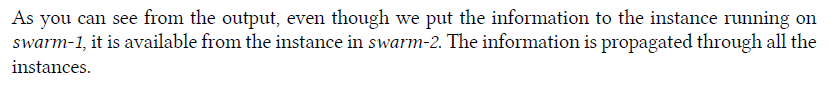 As you can see from the output, even though we put the information to the instance running on
swarm-1, it is available from the instance in swarm-2. The information is propagated through all the
instances.